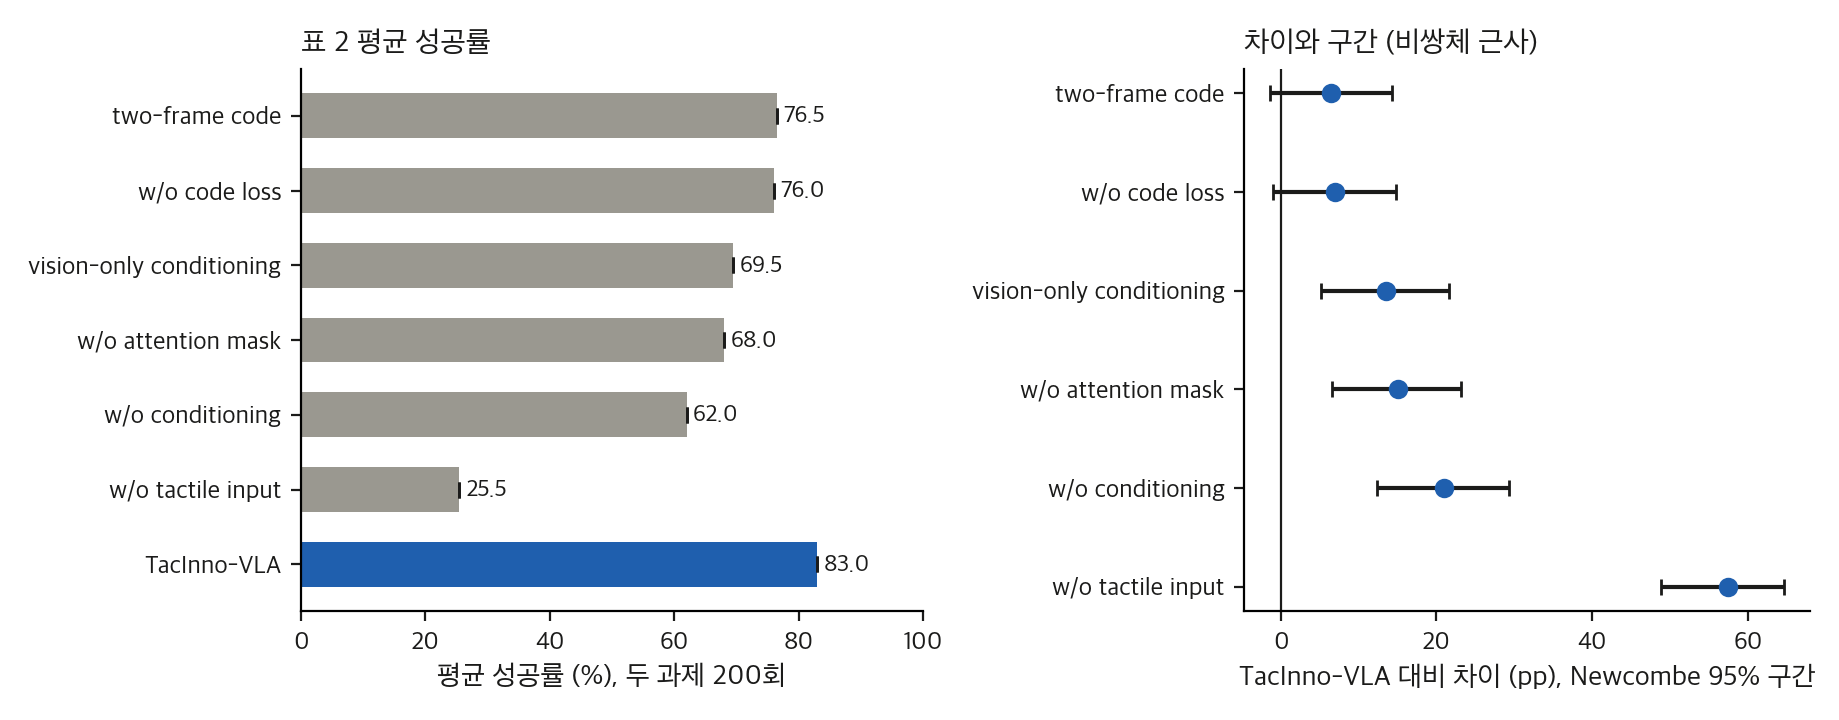 표 2 평균 성공률
two-frame code
76.5
w/o code loss
76.0
vision-only conditioning
69.5
w/o attention mask
68.0
w/o conditioning
62.0
w/o tactile input
25.5
TacInno-VLA
83.0
0 20 40 60 80 100
평균 성공률 (%), 두 과제 200회
차이와 구간 (비쌍체 근사)
two-frame code
w/o code loss
vision-only conditioning
w/o attention mask
w/o conditioning
w/o tactile input
0 20 40 60
TacInno-VLA 대비 차이 (pp), Newcombe 95% 구간